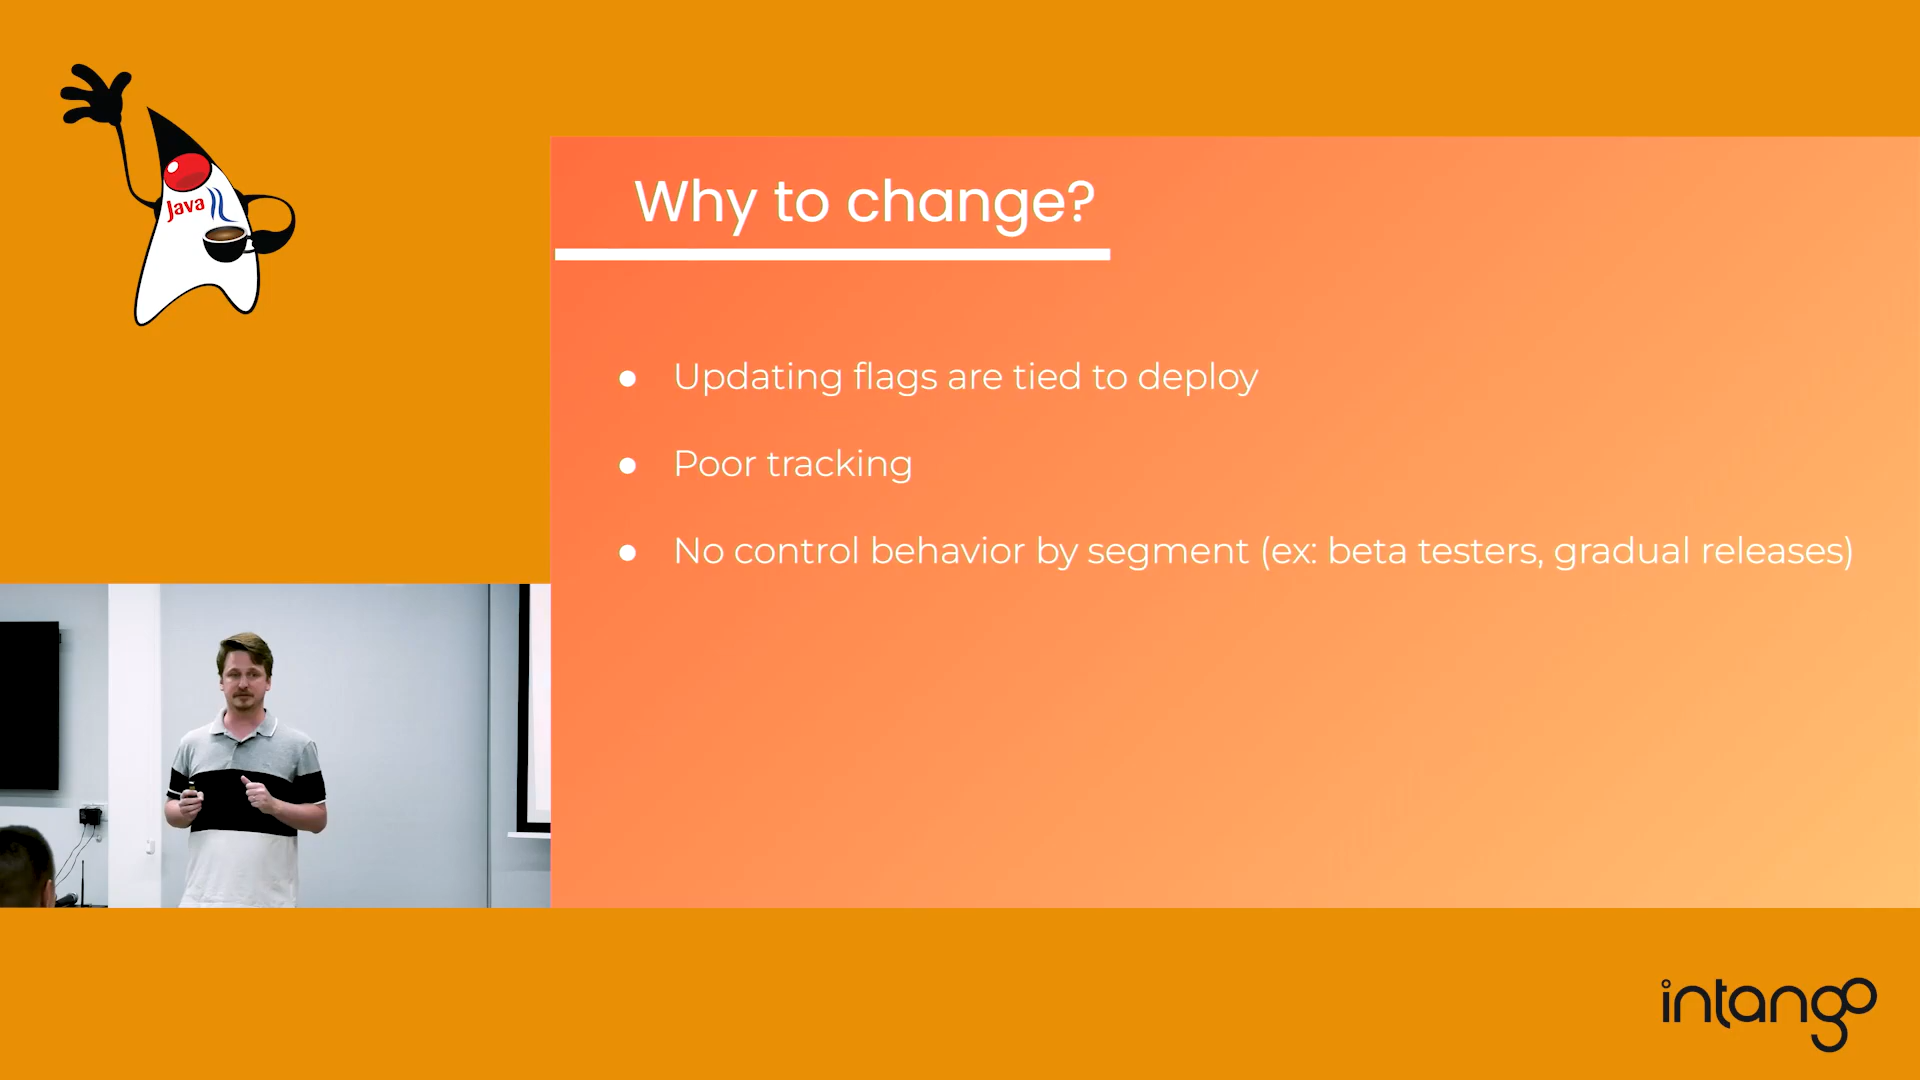 Java
Why to change?
● Updating flags are tied to deploy
● Poor tracking
● No control behavior by segment (ex: beta testers, gradual releases)
intango